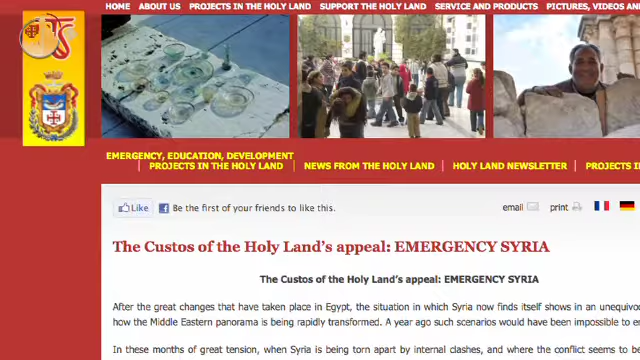 HOME ABOUT US PROJECTS IN THE HOLY LAND SUPPORT THE HOLY LAND SERVICE AND PRODUCTS PICTURES, VIDEOS AN
EMERGENCY, EDUCATION, DEVELOPMENT
PROJECTS IN THE HOLY LAND NEWS FROM THE HOLY LAND HOLY LAND NEWSLETTER PROJECTS I
Like Be the first of your friends to like this. email print
The Custos of the Holy Land's appeal: EMERGENCY SYRIA
The Custos of the Holy Land's appeal: EMERGENCY SYRIA
After the great changes that have taken place in Egypt, the situation in which Syria now finds itself shows in an unequivoc
how the Middle Eastern panorama is being rapidly transformed. A year ago such scenarios would have been impossible to e
In these months of great tension, when Syria is being torn apart by internal clashes, and where the conflict seems to be